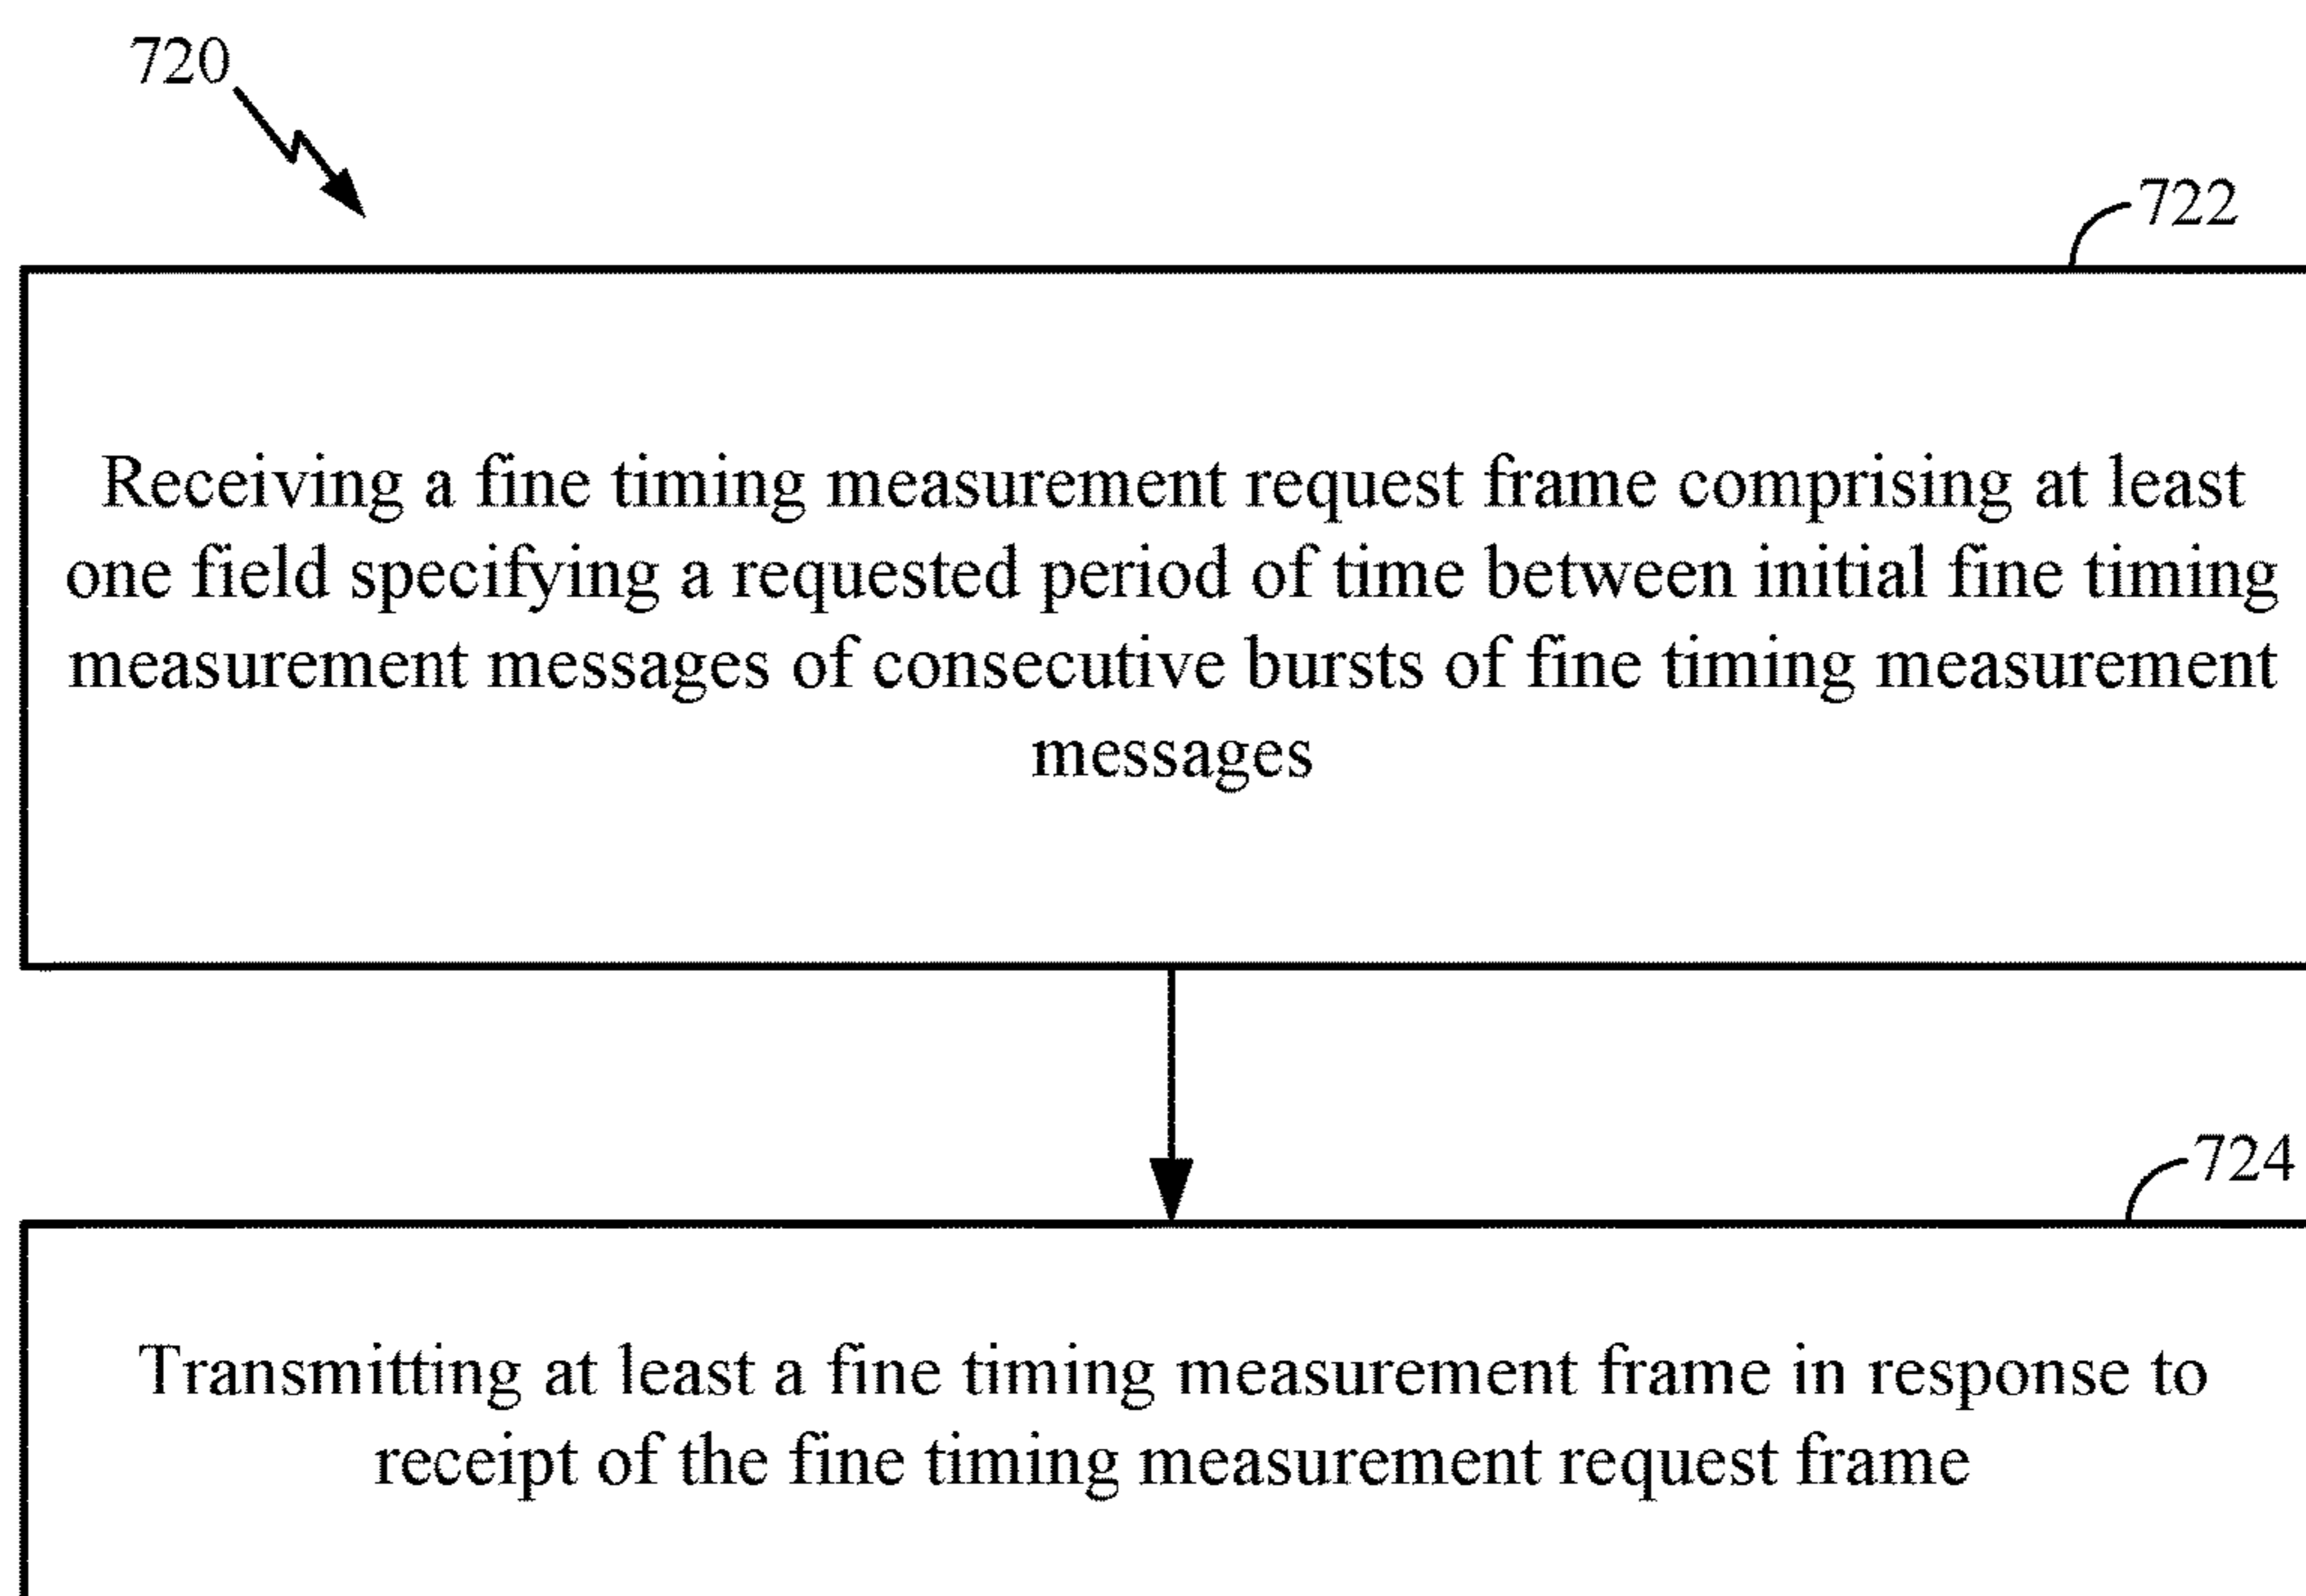 720
722
Receiving a fine timing measurement request frame comprising at least
one field specifying a requested period of time between initial fine timing
measurement messages of consecutive bursts of fine timing measurement
messages
724
Transmitting at least a fine timing measurement frame in response to
receipt of the fine timing measurement request frame